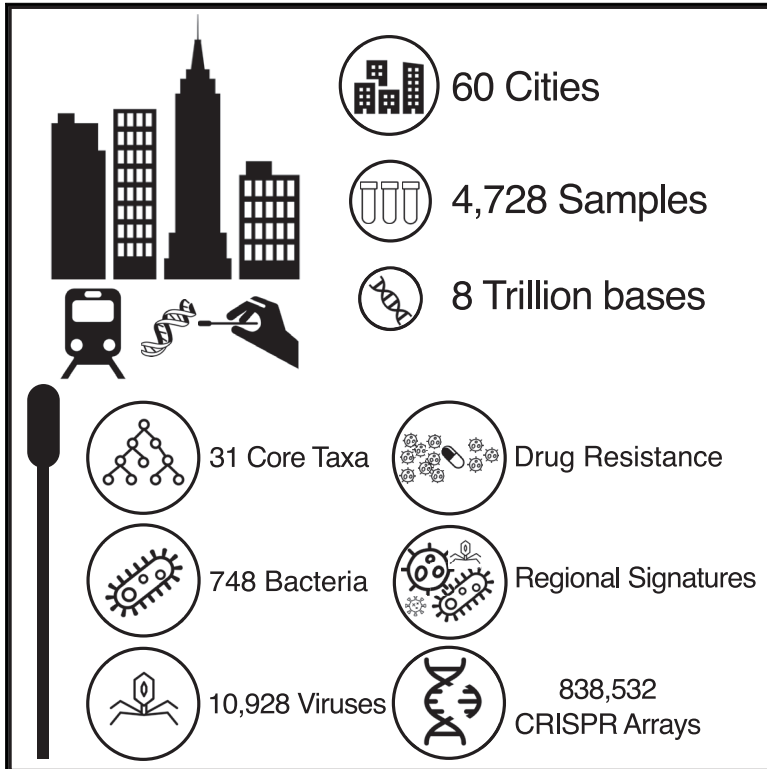 60 Cities
4,728 Samples
8 Trillion bases
31 Core Taxa
Drug Resistance
748 Bacteria
Regional Signatures
10,928 Viruses
838,532
CRISPR Arrays